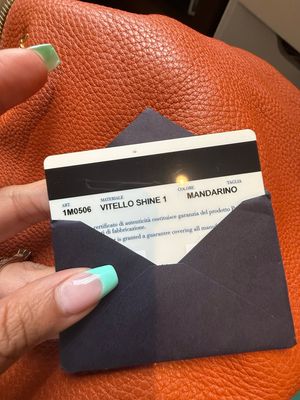 ART. MATERIALE COLORE TAGLIA
1M0506 VITELLO SHINE 1 MANDARINO
certificato di autenticità costituisce garanzia del prodotto
di fabbricazione.
is granted a guarantee covering all